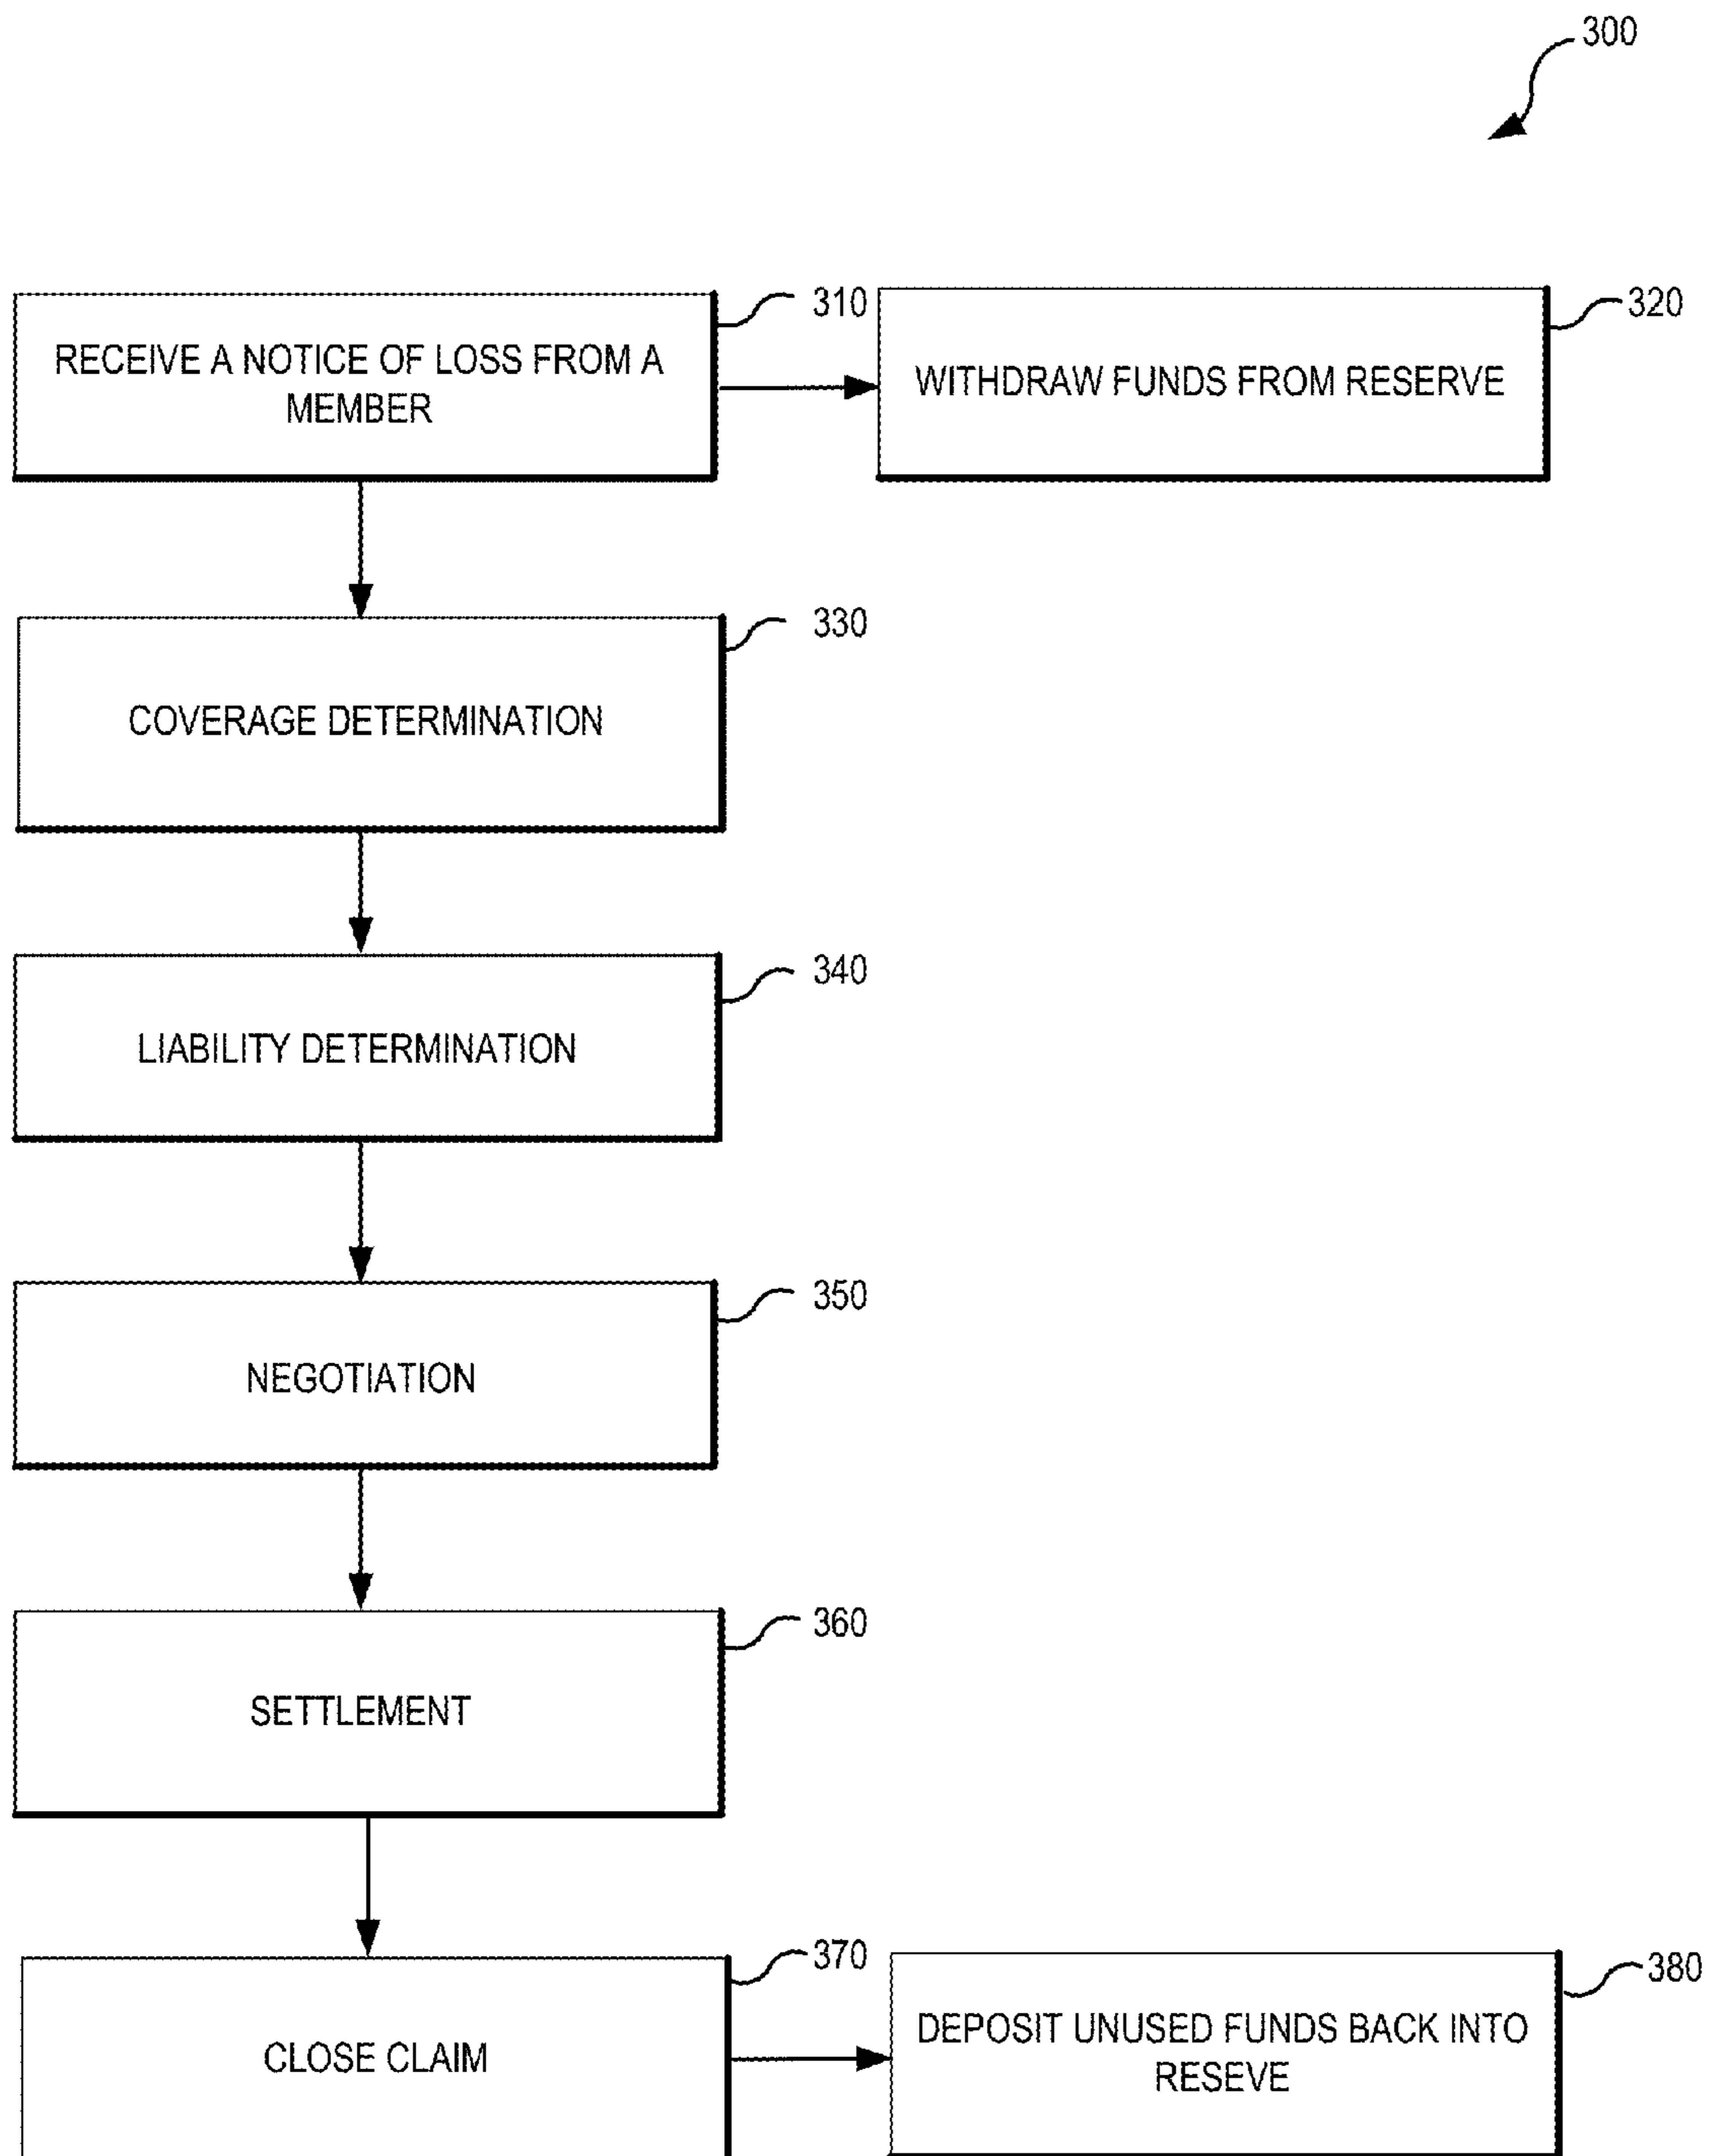 300
RECEIVE A NOTICE OF LOSS FROM A
MEMBER
310
WITHDRAW FUNDS FROM RESERVE
320
COVERAGE DETERMINATION
330
LIABILITY DETERMINATION
340
NEGOTIATION
350
SETTLEMENT
360
CLOSE CLAIM
370
DEPOSIT UNUSED FUNDS BACK INTO
RESEVE
380